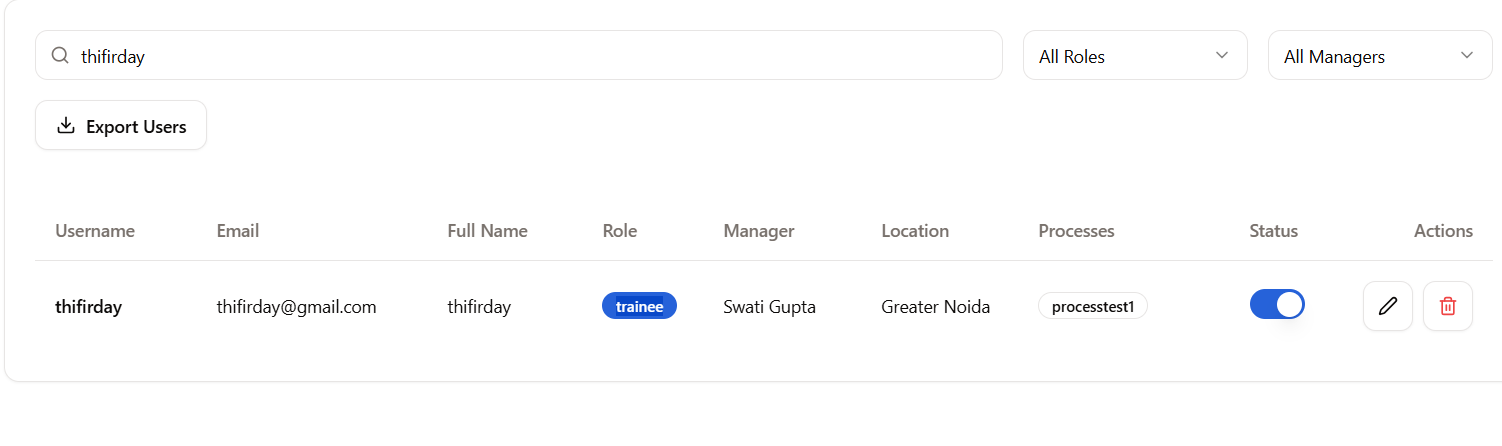 thifirday All Roles All Managers
Export Users
Username Email Full Name Role Manager Location Processes Status Actions
thifirday thifirday@gmail.com thifirday trainee Swati Gupta Greater Noida processtest1